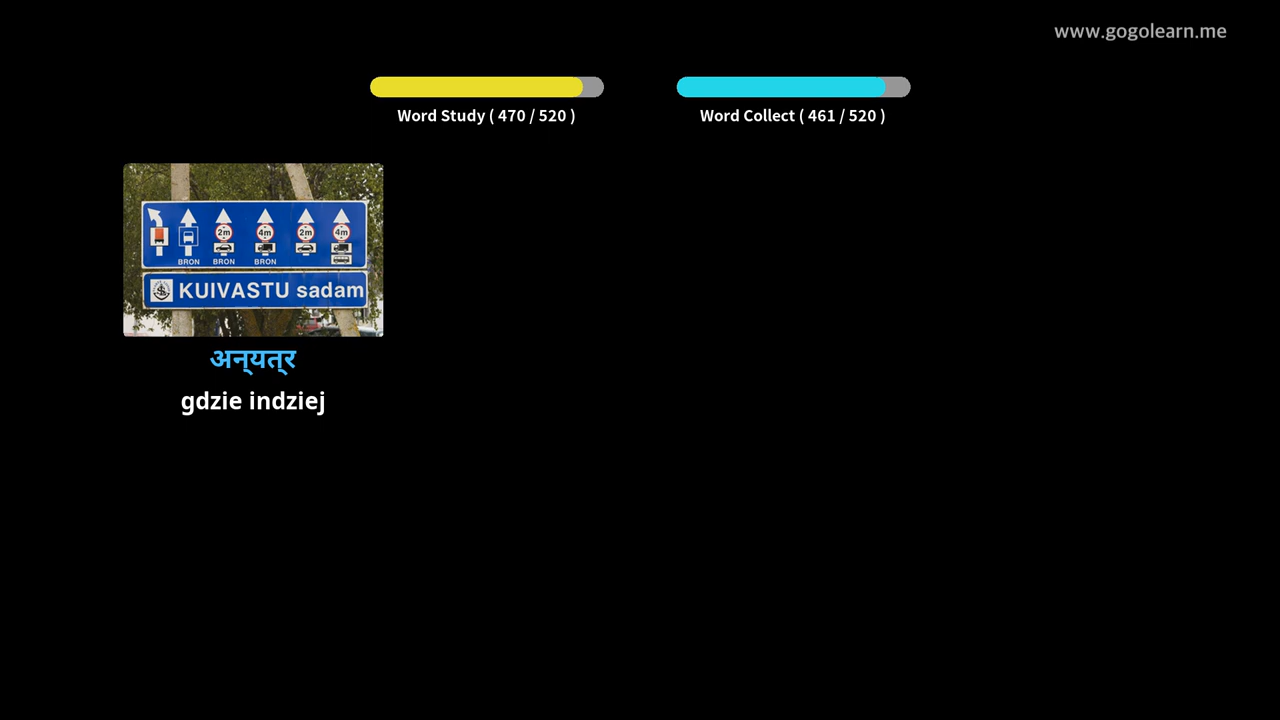 www.gogolearn.me
Word Study ( 470 / 520 )
Word Collect ( 461 / 520 )
2m 4m 2m 4m
BRON BRON BRON
KUIVASTU sadam
अन्‌यत्‌र
gdzie indziej